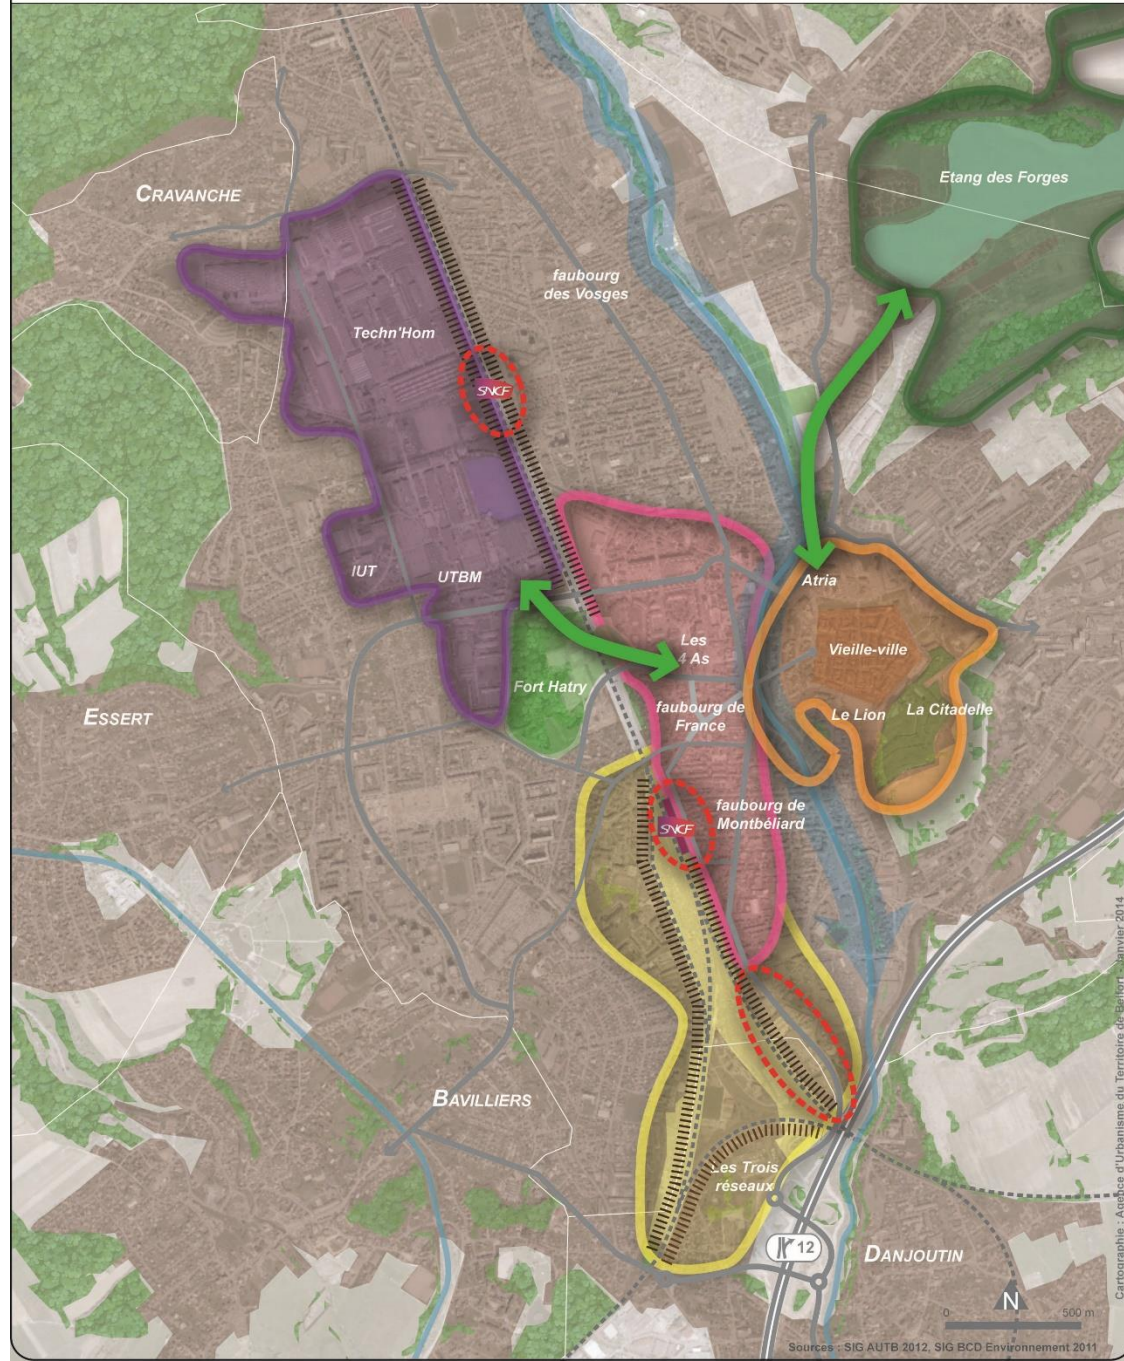 Etang des Forges
CRAVANCHE
faubourg
des Vosges
Techn'Hom
SNCF
IUT
UTBM
Atria
Les
4 As
Vieille-ville
Fort Hatry
faubourg de
France
Le Lion
La Citadelle
ESSERT
faubourg de
Montbéliard
SNCF
BAVILLIERS
Les Trois
réseaux
12
DANJOUTIN
N
0
500 m
Sources : SIG AUTB 2012, SIG BCD Environnement 2011
Cartographie : Agence d'Urbanisme du Territoire de Belfort - Janvier 2014